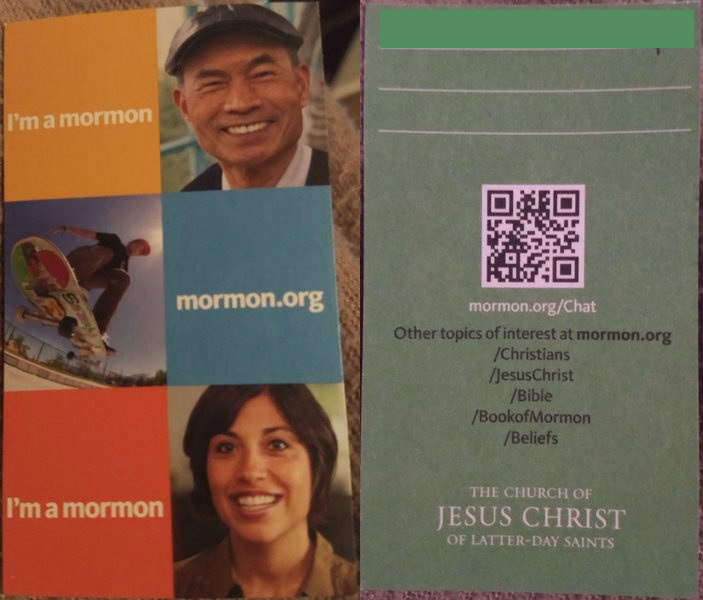 I'm a mormon
mormon.org
I'm a mormon
mormon.org/Chat
Other topics of interest at mormon.org
/Christians
/JesusChrist
/Bible
/BookofMormon
/Beliefs
THE CHURCH OF
JESUS CHRIST
OF LATTER-DAY SAINTS